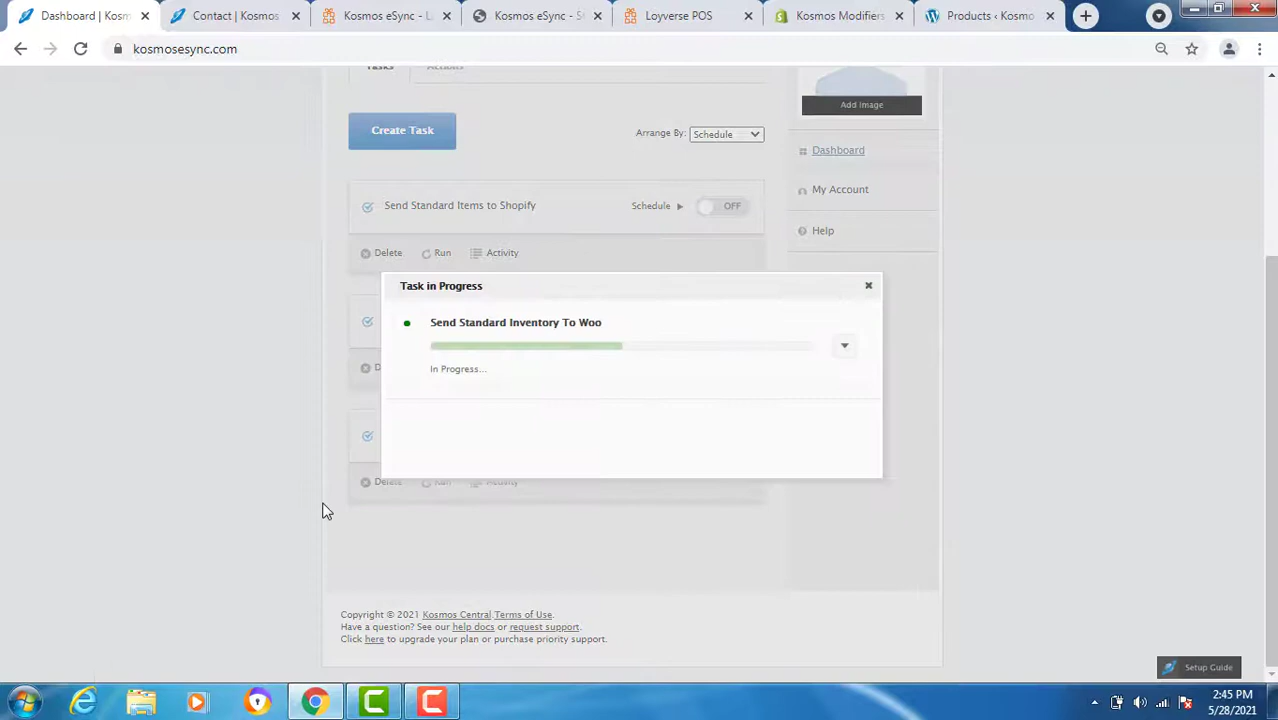 Dashboard | Kosm
Contact | Kosmos
Kosmos eSync - L
Kosmos eSync - S
Loyverse POS
Kosmos Modifiers
Products ‹ Kosmo
kosmosesync.com
Tasks
Actions
Add Image
Create Task
Arrange By: Schedule
Dashboard
My Account
Help
Send Standard Items to Shopify
Schedule
OFF
Delete Run Activity
Task in Progress
Send Standard Inventory To Woo
In Progress...
D
Delete Run Activity
Copyright © 2021 Kosmos Central Terms of Use.
Have a question? See our help docs or request support.
Click here to upgrade your plan or purchase priority support.
Setup Guide
2:45 PM
5/28/2021